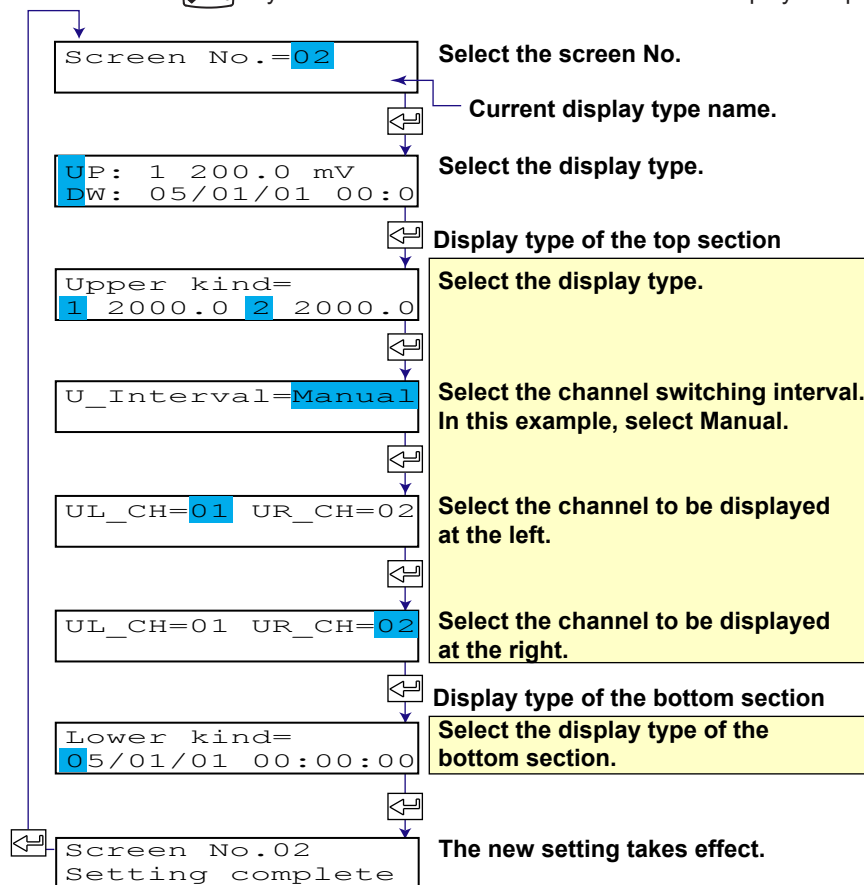 Screen No.=02
Select the screen No.
Current display type name.
UP: 1 200.0 mV
DW: 05/01/01 00:0
Select the display type.
Display type of the top section
Upper kind=
1 2000.0 2 2000.0
Select the display type.
U_Interval=Manual
Select the channel switching interval.
In this example, select Manual.
UL_CH=01 UR_CH=02
Select the channel to be displayed
at the left.
UL_CH=01 UR_CH=02
Select the channel to be displayed
at the right.
Display type of the bottom section
Lower kind=
05/01/01 00:00:00
Select the display type of the
bottom section.
Screen No.02
Setting complete
The new setting takes effect.